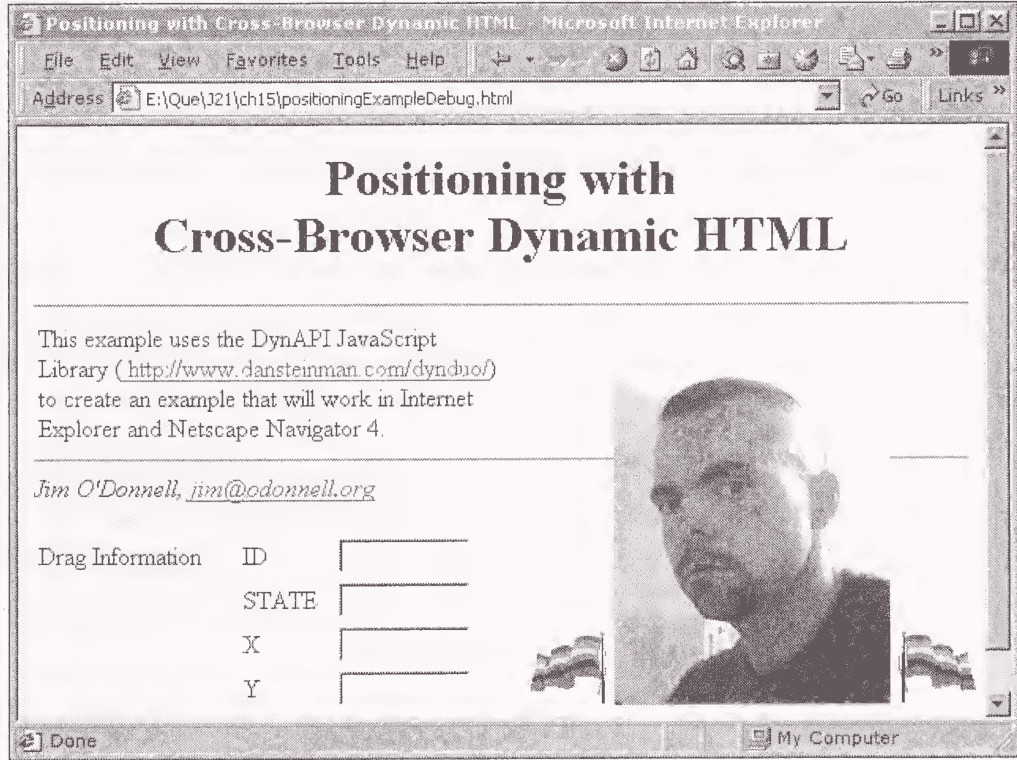 Positioning with Cross-Browser Dynamic HTML - Microsoft Internet Explorer
File Edit View Favorites Tools Help
Address E:\Que\J21\ch15\positioningExampleDebug.html Go Links
Positioning with
Cross-Browser Dynamic HTML
This example uses the DynAPI JavaScript
Library ( http://www.dansteinman.com/dynduo/)
to create an example that will work in Internet
Explorer and Netscape Navigator 4.
Jim O'Donnell, jim@odonnell.org
Drag Information ID
STATE
X
Y
Done My Computer